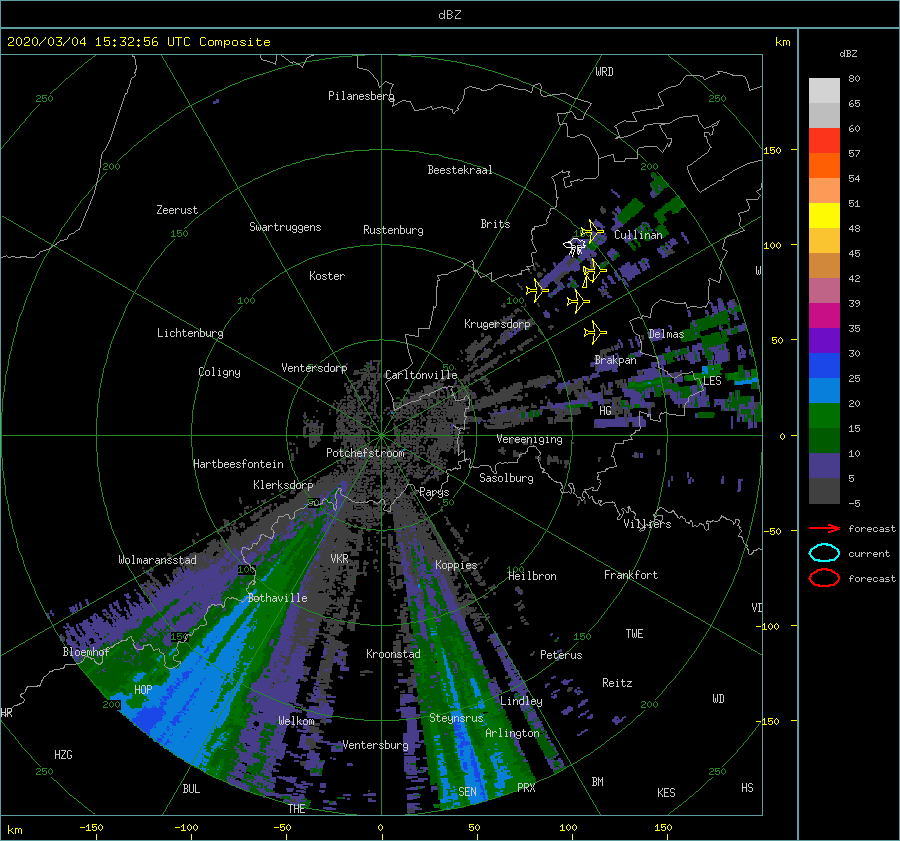 dBZ
2020/03/04 15:32:56 UTC Composite
km
dBZ
WRD
80
250
Pilanesberg
250
65
60
150
57
200
Beestekraal
200
54
Zeerust
51
150
Swartruggens
Rustenburg
Brits
Cullinan
48
100
45
Koster
W
42
100
100
39
Lichtenburg
Krugersdorp
Delmas
35
50
Coligny
Ventersdorp
Carltonville
Brakpan
30
LES
25
HG
20
Vereeniging
0
15
Potchefstroom
Hartbeesfontein
10
Klerksdorp
Sasolburg
5
Parys
50
50
-5
Villiers
-50
forecast
Wolmaransstad
VKR
Koppies
current
100
Heilbron
100
Frankfort
forecast
Bothaville
VD
-100
150
150
TWE
Bloemhof
Kroonstad
Peterus
HOP
Reitz
WD
200
Lindley
200
HR
Welkom
Steynsrus
-150
Arlington
HZG
Ventersburg
250
250
BUL
SEN
PRX
BM
KES
HS
THE
km
-150
-100
-50
0
50
100
150